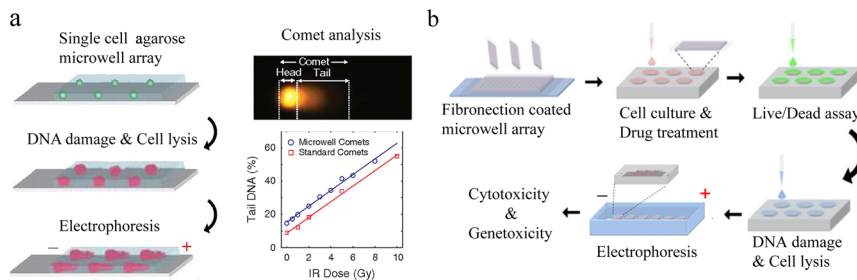 a
Single cell agarose
microwell array
DNA damage & Cell lysis
Electrophoresis
− +
Comet analysis
Comet
Head Tail
Microwell Comets
Standard Comets
Tail DNA (%)
80
60
40
20
0
0 2 4 6 8 10
IR Dose (Gy)
b
Fibronection coated
microwell array
Cell culture &
Drug treatment
Live/Dead assay
DNA damage
& Cell lysis
− +
Electrophoresis
Cytotoxicity
&
Genotoxicity